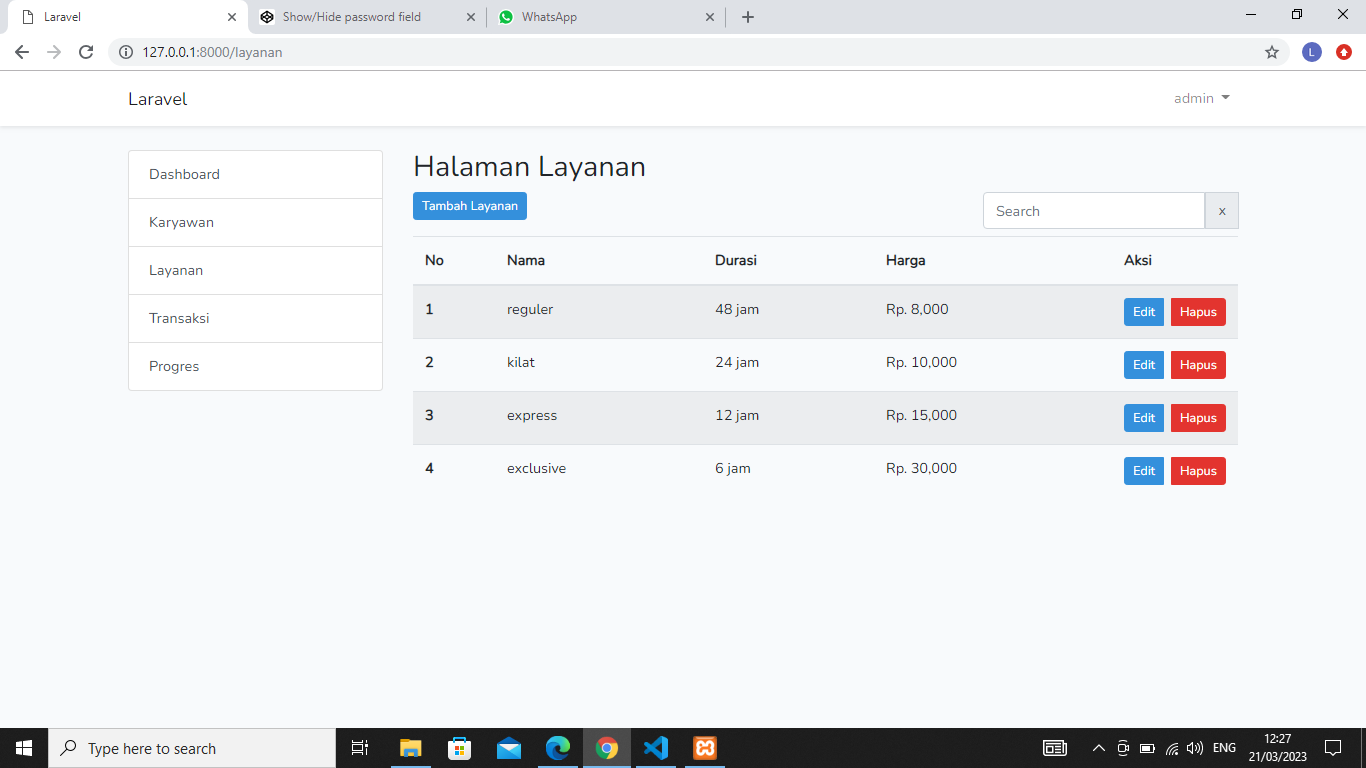 Laravel
Show/Hide password field
WhatsApp
127.0.0.1:8000/layanan
L
Laravel
admin
Dashboard
Karyawan
Layanan
Transaksi
Progres
Halaman Layanan
Tambah Layanan
Search x
No Nama Durasi Harga Aksi
1 reguler 48 jam Rp. 8,000 Edit Hapus
2 kilat 24 jam Rp. 10,000 Edit Hapus
3 express 12 jam Rp. 15,000 Edit Hapus
4 exclusive 6 jam Rp. 30,000 Edit Hapus
Type here to search
ENG
12:27
21/03/2023